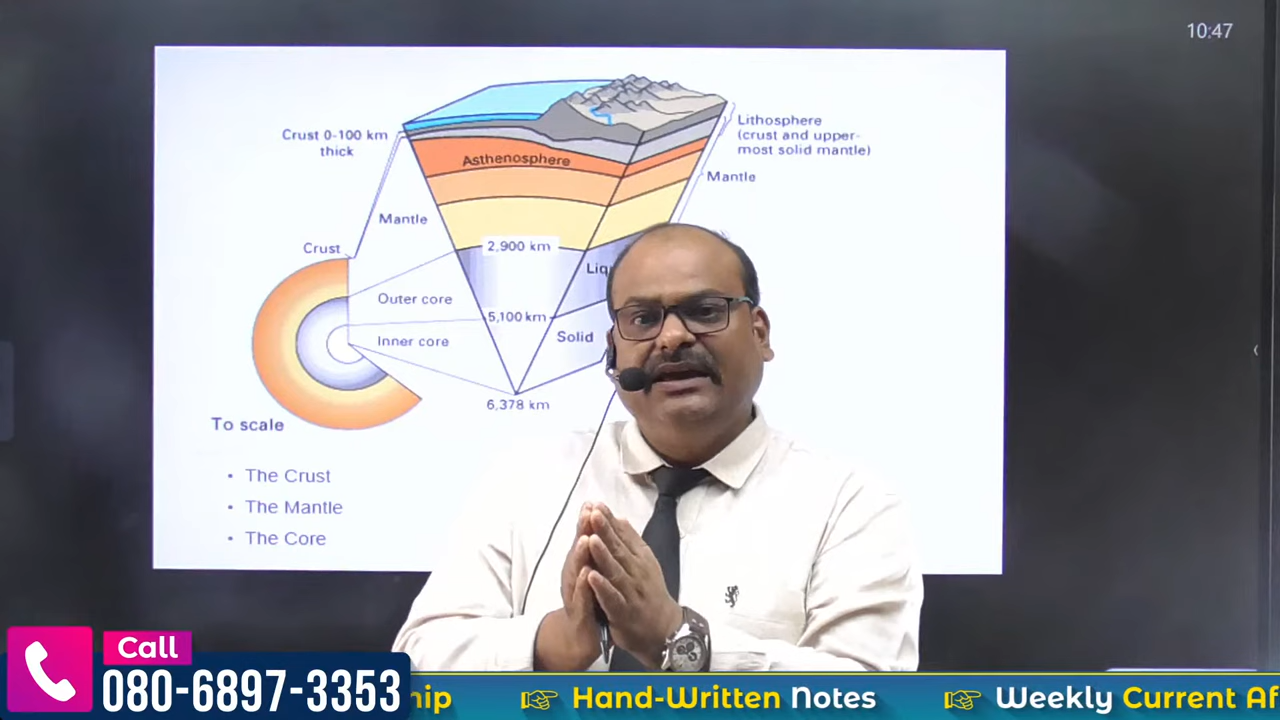 10:47
Crust 0-100 km
thick
Lithosphere
(crust and upper-
most solid mantle)
Asthenosphere
Mantle
Mantle
Crust
2,900 km
Outer core
5,100 km
Inner core
Solid
6,378 km
To scale
• The Crust
• The Mantle
• The Core
Call
080-6897-3353
Hand-Written Notes
Weekly Current